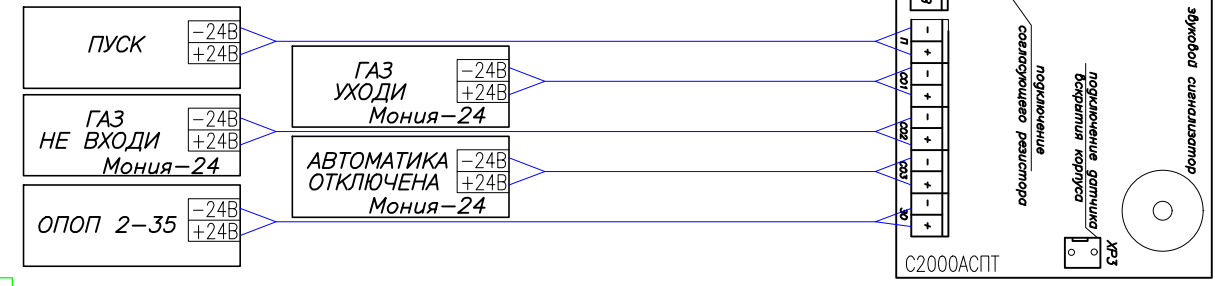 ПУСК
-24В
+24В
ГАЗ
УХОДИ
-24В
+24В
Мония-24
ГАЗ
НЕ ВХОДИ
-24В
+24В
Мония-24
АВТОМАТИКА
ОТКЛЮЧЕНА
-24В
+24В
Мония-24
ОПОП 2-35
-24В
+24В
П
-
+
СО1
-
+
СО2
-
+
СО3
-
+
ЗО
-
+
подключение
согласующего резистора
подключение датчика
вскрытия корпуса
звуковой сигнализатор
XP3
С2000АСПТ